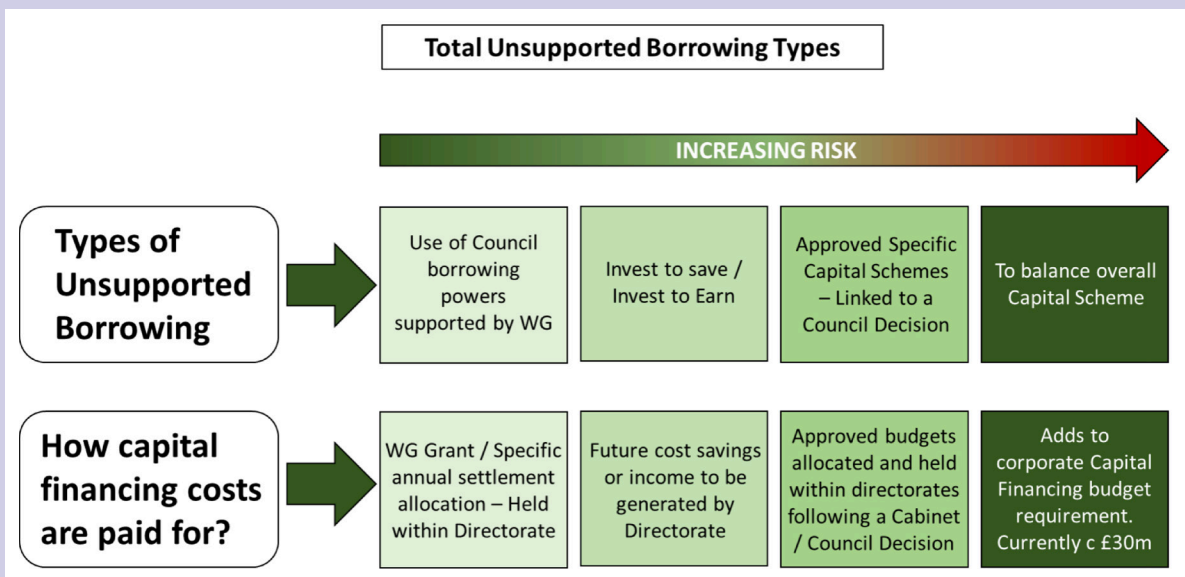 Total Unsupported Borrowing Types
INCREASING RISK
Types of
Unsupported
Borrowing
Use of Council
borrowing
powers
supported by WG
Invest to save /
Invest to Earn
Approved Specific
Capital Schemes
– Linked to a
Council Decision
To balance overall
Capital Scheme
How capital
financing costs
are paid for?
WG Grant / Specific
annual settlement
allocation – Held
within Directorate
Future cost savings
or income to be
generated by
Directorate
Approved budgets
allocated and held
within directorates
following a Cabinet
/ Council Decision
Adds to
corporate Capital
Financing budget
requirement.
Currently c £30m